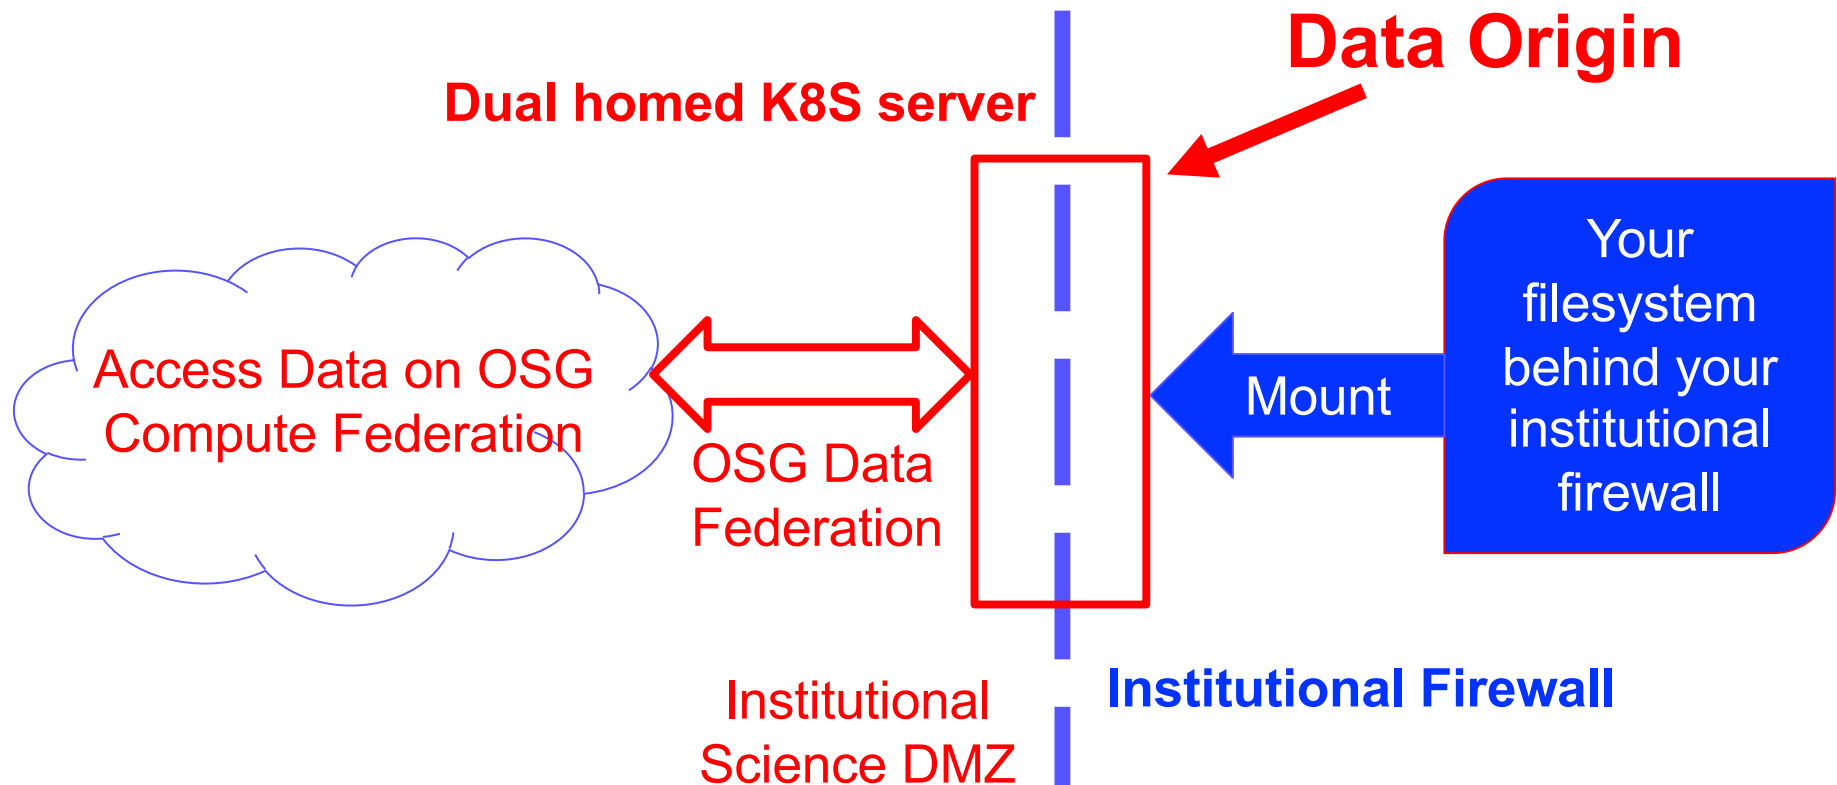 Data Origin
Dual homed K8S server
Your
filesystem
behind your
institutional
firewall
Access Data on OSG
Compute Federation
Mount
OSG Data
Federation
Institutional Firewall
Institutional
Science DMZ